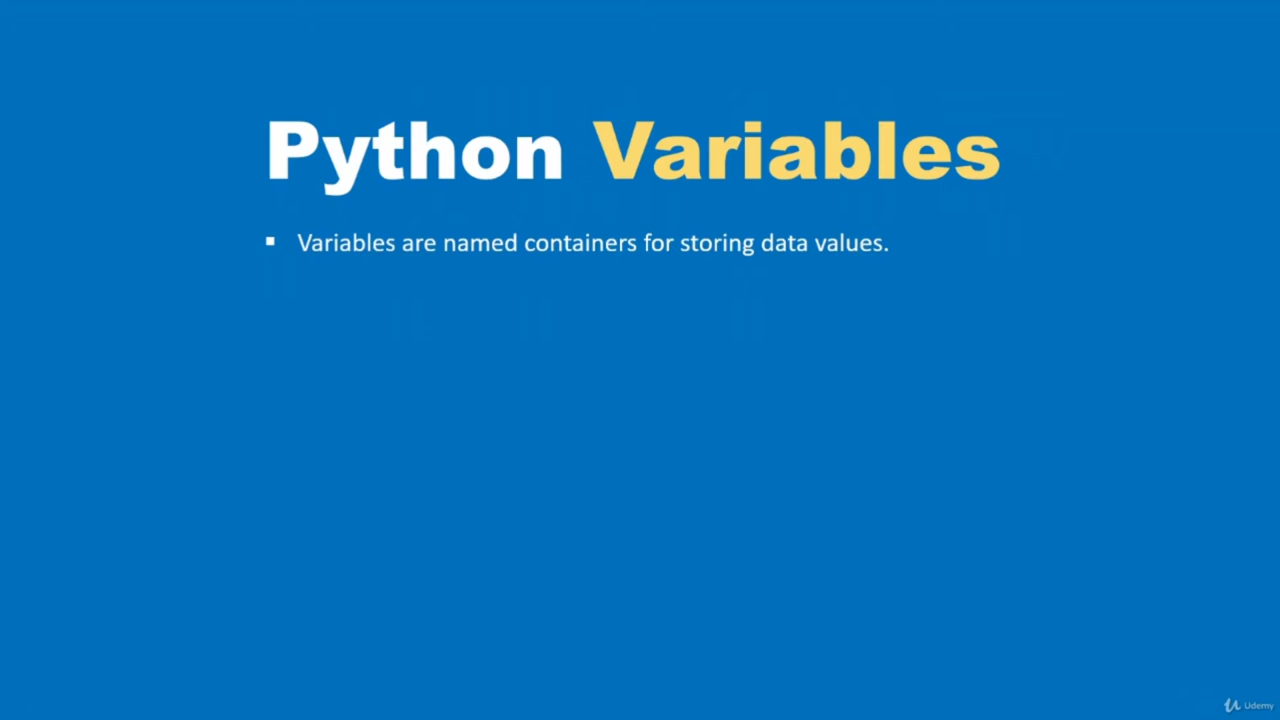 Python Variables
▪ Variables are named containers for storing data values.
Udemy